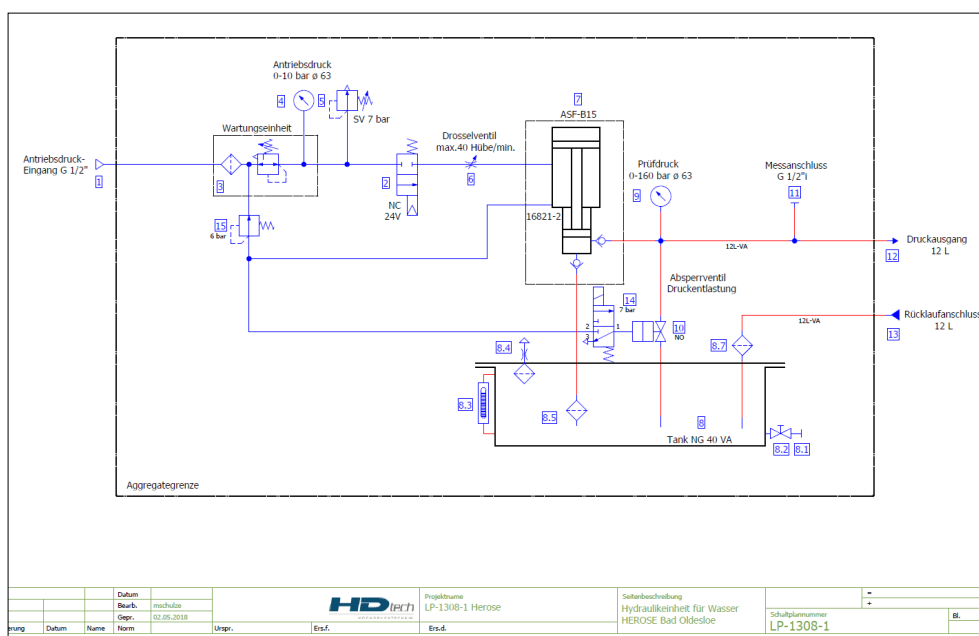 Antriebsdruck
0-10 bar ø 63
4
5
SV 7 bar
7
ASF-B15
Wartungseinheit
Drosselventil
max.40 Hübe/min.
Prüfdruck
0-160 bar ø 63
Messanschluss
G 1/2"i
Antriebsdruck-
Eingang G 1/2"
1
3
2
6
9
11
NC
24V
15
6 bar
16821-2
12L-VA
Druckausgang
12 L
12
Absperrventil
Druckentlastung
14
7 bar
2
1
3
10
NO
12L-VA
Rücklaufanschluss
12 L
13
8.4
8.7
8.3
8.5
8
Tank NG 40 VA
8.2
8.1
Aggregategrenze
Datum
Bearb.
mschulze
Gepr.
02.05.2018
erung
Datum
Name
Norm
Urspr.
Ers.f.
Ers.d.
HDtech
Projektname
LP-1308-1 Herose
Seitenbeschreibung
Hydraulikeinheit für Wasser
HEROSE Bad Oldesloe
=
+
Schaltplannummer
LP-1308-1
Bl.